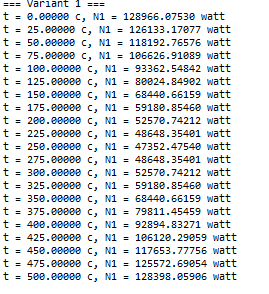 === Variant 1 ===
t = 0.00000 c, N1 = 128966.07530 watt
t = 25.00000 c, N1 = 126133.17077 watt
t = 50.00000 c, N1 = 118192.76576 watt
t = 75.00000 c, N1 = 106626.91089 watt
t = 100.00000 c, N1 = 93362.54842 watt
t = 125.00000 c, N1 = 80024.84902 watt
t = 150.00000 c, N1 = 68440.66159 watt
t = 175.00000 c, N1 = 59180.85460 watt
t = 200.00000 c, N1 = 52570.74212 watt
t = 225.00000 c, N1 = 48648.35401 watt
t = 250.00000 c, N1 = 47352.47540 watt
t = 275.00000 c, N1 = 48648.35401 watt
t = 300.00000 c, N1 = 52570.74212 watt
t = 325.00000 c, N1 = 59180.85460 watt
t = 350.00000 c, N1 = 68440.66159 watt
t = 375.00000 c, N1 = 79811.45459 watt
t = 400.00000 c, N1 = 92894.83271 watt
t = 425.00000 c, N1 = 106120.29059 watt
t = 450.00000 c, N1 = 117653.77756 watt
t = 475.00000 c, N1 = 125572.69054 watt
t = 500.00000 c, N1 = 128398.05906 watt